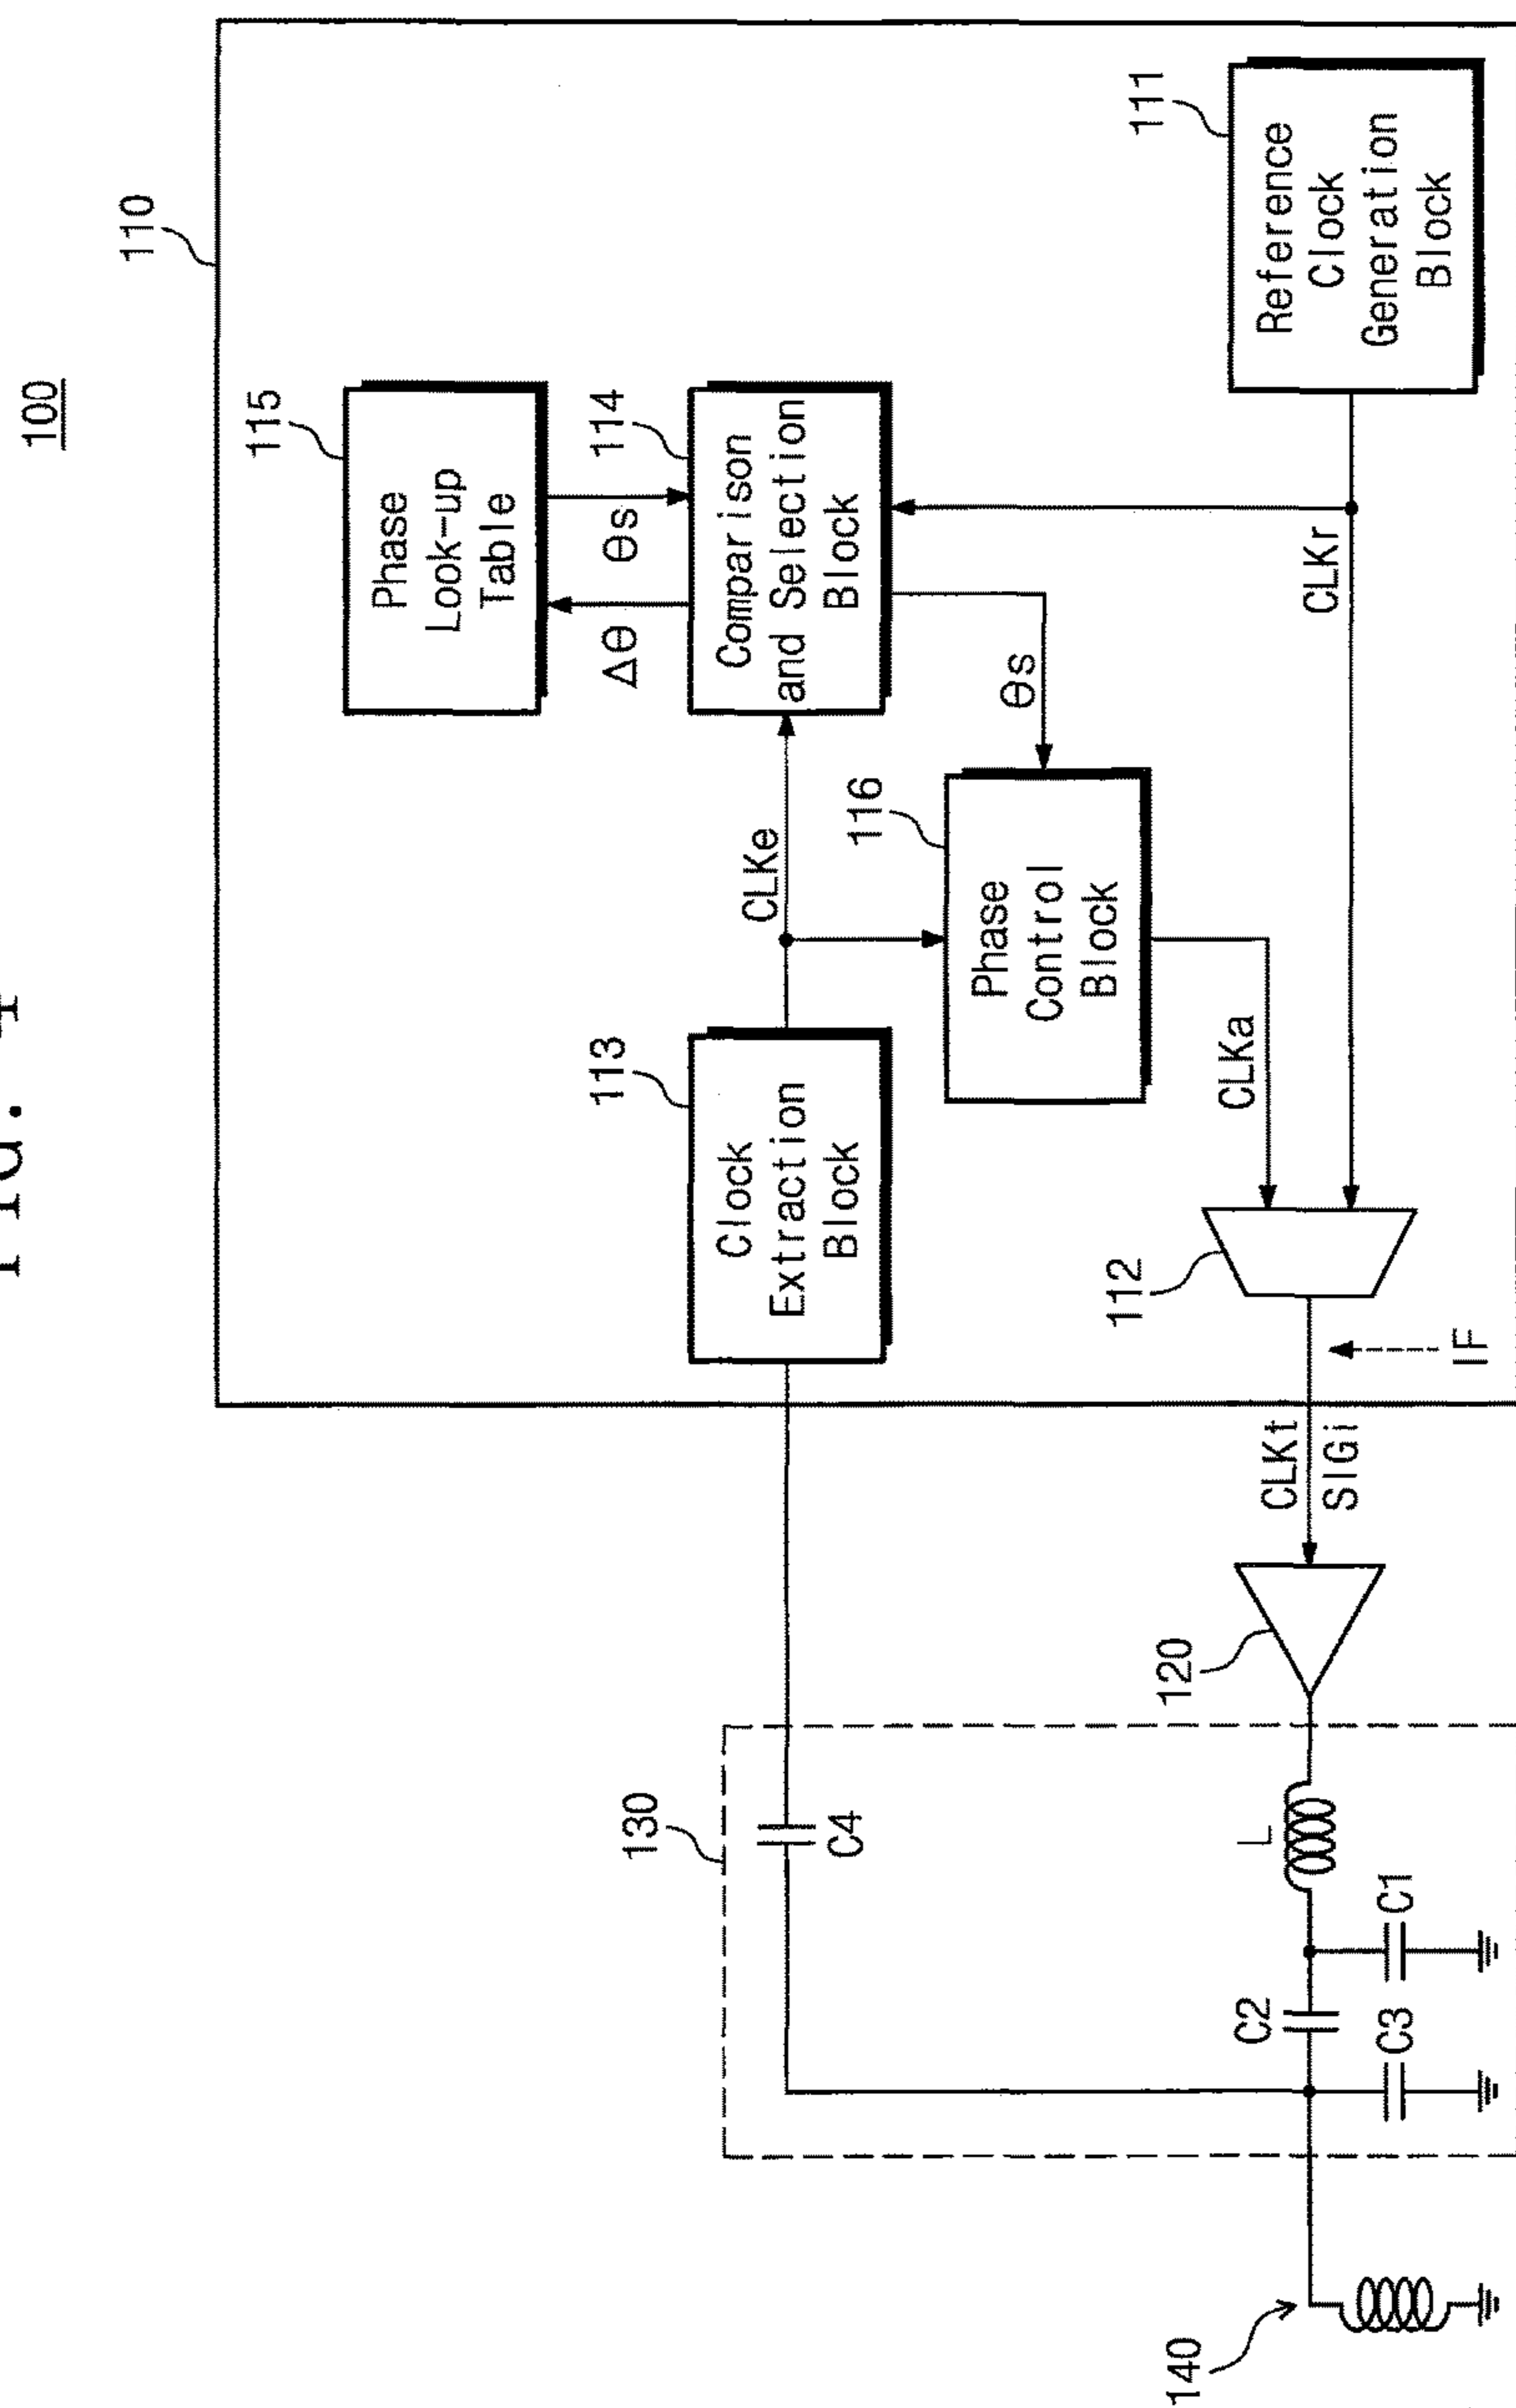 100
110
115
Phase
Look-up
Table
Δθ
θs
114
Comparison
and Selection
Block
113
Clock
Extraction
Block
CLKe
116
Phase
Control
Block
θs
CLKa
111
Reference
Clock
Generation
Block
CLKr
112
IF
CLKt
SIGi
120
130
C4
L
C1
C2
C3
140